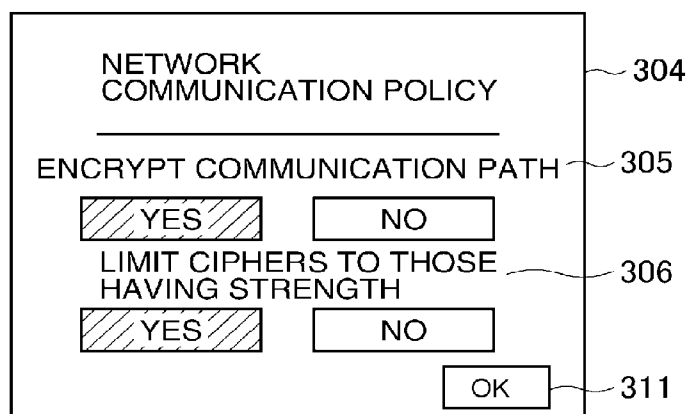 NETWORK
COMMUNICATION POLICY
304
ENCRYPT COMMUNICATION PATH
305
YES
NO
LIMIT CIPHERS TO THOSE
HAVING STRENGTH
306
YES
NO
OK
311